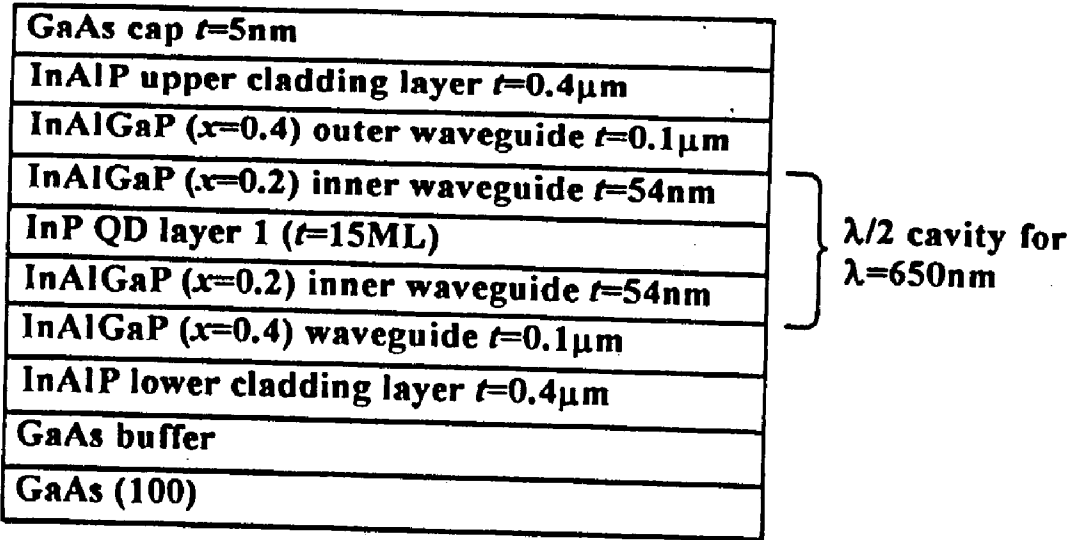 GaAs cap t=5nm
InAlP upper cladding layer t=0.4μm
InAlGaP (x=0.4) outer waveguide t=0.1μm
InAlGaP (x=0.2) inner waveguide t=54nm
InP QD layer 1 (t=15ML)
InAlGaP (x=0.2) inner waveguide t=54nm
InAlGaP (x=0.4) waveguide t=0.1μm
InAlP lower cladding layer t=0.4μm
GaAs buffer
GaAs (100)
λ/2 cavity for
λ=650nm